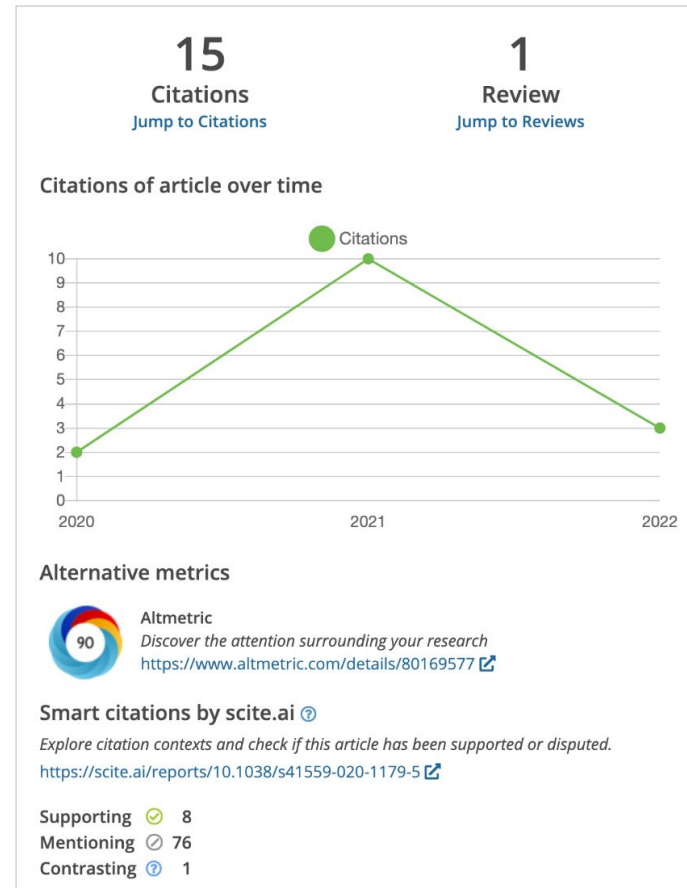 15
Citations
Jump to Citations
1
Review
Jump to Reviews
Citations of article over time
Citations
10
9
8
7
6
5
4
3
2
1
0
2020 2021 2022
Alternative metrics
90
Altmetric
Discover the attention surrounding your research
https://www.altmetric.com/details/80169577
Smart citations by scite.ai ?
Explore citation contexts and check if this article has been supported or disputed.
https://scite.ai/reports/10.1038/s41559-020-1179-5
Supporting 8
Mentioning 76
Contrasting ? 1